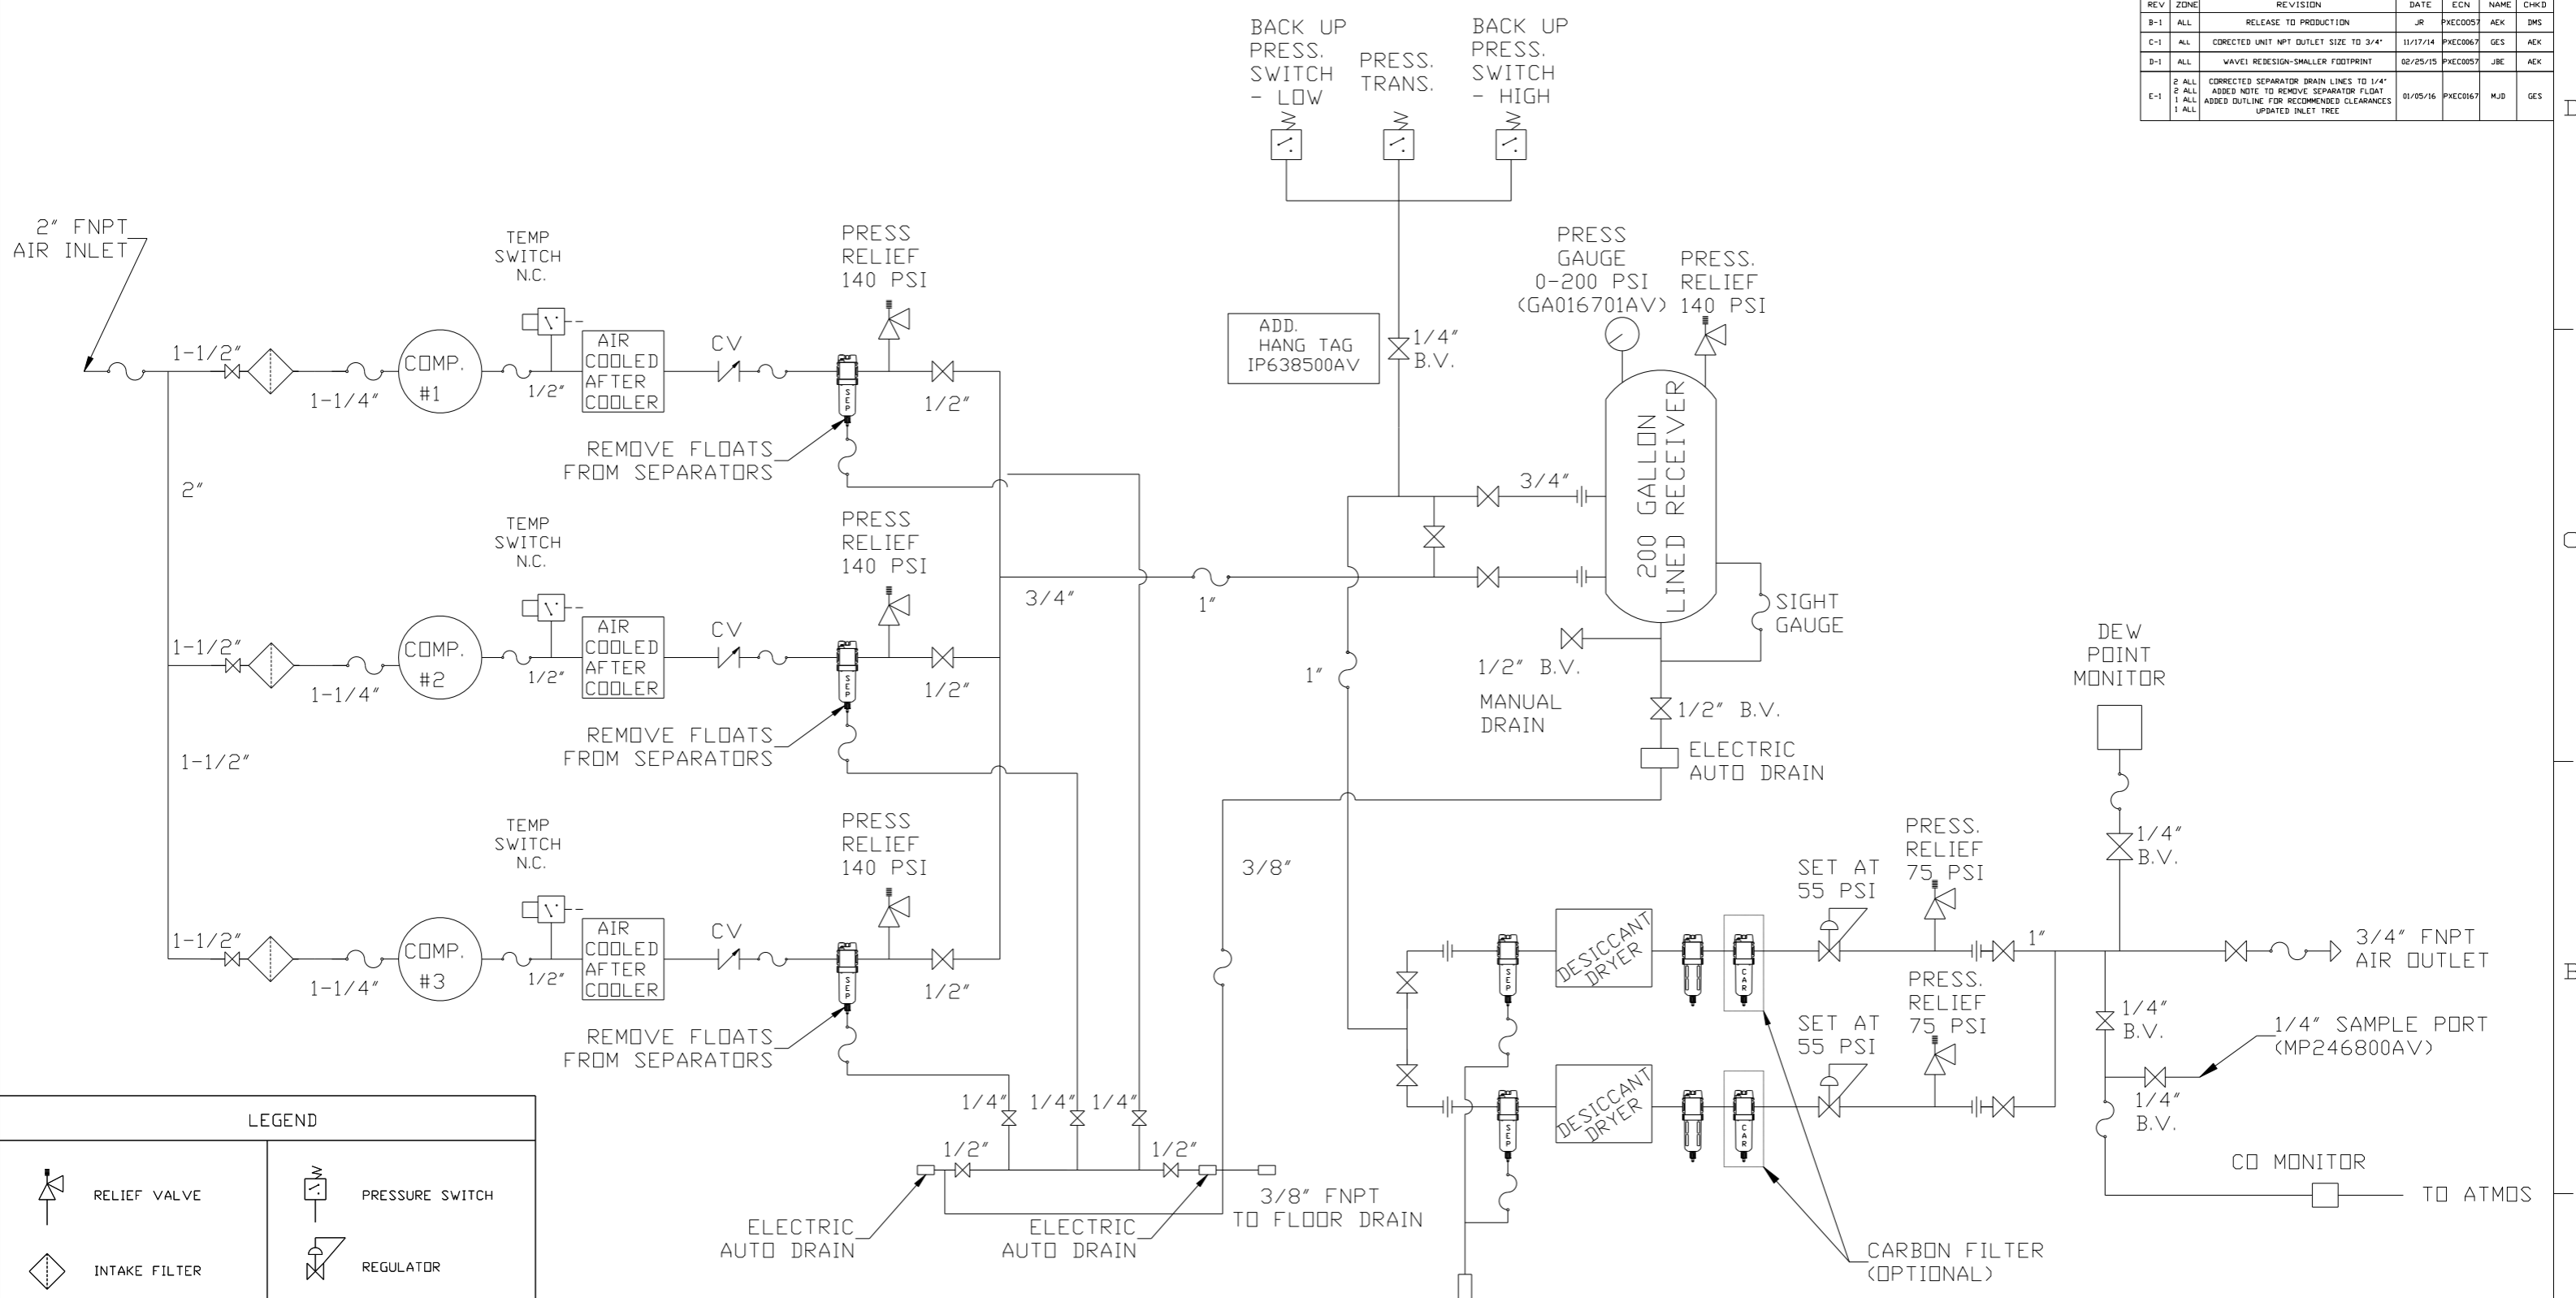 REV ZONE REVISION DATE ECN NAME CHKD
B-1 ALL RELEASE TO PRODUCTION JR PXEC0057 AEK DMS
C-1 ALL CORECTED UNIT NPT OUTLET SIZE TO 3/4" 11/17/14 PXEC0067 GES AEK
D-1 ALL WAVE1 REDESIGN-SMALLER FOOTPRINT 02/25/15 PXEC0057 JBE AEK
E-1
2 ALL CORRECTED SEPARATOR DRAIN LINES TO 1/4"
2 ALL ADDED NOTE TO REMOVE SEPARATOR FLOAT
1 ALL ADDED OUTLINE FOR RECOMMENDED CLEARANCES
1 ALL UPDATED INLET TREE
01/05/16 PXEC0167 MJD GES
BACK UP
PRESS.
SWITCH
- LOW
PRESS.
TRANS.
BACK UP
PRESS.
SWITCH
- HIGH
2" FNPT
AIR INLET
TEMP
SWITCH
N.C.
PRESS
RELIEF
140 PSI
1-1/2"
1-1/4"
COMP.
#1
1/2"
AIR
COOLED
AFTER
COOLER
CV
SEP
1/2"
REMOVE FLOATS
FROM SEPARATORS
2"
ADD.
HANG TAG
IP638500AV
1/4"
B.V.
PRESS
GAUGE
0-200 PSI
(GA016701AV)
PRESS.
RELIEF
140 PSI
200 GALLON
LINED RECEIVER
3/4"
TEMP
SWITCH
N.C.
PRESS
RELIEF
140 PSI
1-1/2"
1-1/4"
COMP.
#2
1/2"
AIR
COOLED
AFTER
COOLER
CV
SEP
1/2"
REMOVE FLOATS
FROM SEPARATORS
1-1/2"
3/4"
1"
1"
SIGHT
GAUGE
1/2" B.V.
MANUAL
DRAIN
1/2" B.V.
ELECTRIC
AUTO DRAIN
DEW
POINT
MONITOR
1/4"
B.V.
TEMP
SWITCH
N.C.
PRESS
RELIEF
140 PSI
1-1/2"
1-1/4"
COMP.
#3
1/2"
AIR
COOLED
AFTER
COOLER
CV
SEP
1/2"
REMOVE FLOATS
FROM SEPARATORS
3/8"
1/4"
1/4"
1/4"
1/2"
1/2"
ELECTRIC
AUTO DRAIN
ELECTRIC
AUTO DRAIN
3/8" FNPT
TO FLOOR DRAIN
SEP
DESICCANT
DRYER
CAR
SET AT
55 PSI
PRESS.
RELIEF
75 PSI
1"
3/4" FNPT
AIR OUTLET
SEP
DESICCANT
DRYER
CAR
SET AT
55 PSI
PRESS.
RELIEF
75 PSI
1/4"
B.V.
1/4" SAMPLE PORT
(MP246800AV)
1/4"
B.V.
CO MONITOR
TO ATMOS
CARBON FILTER
(OPTIONAL)
LEGEND
RELIEF VALVE
PRESSURE SWITCH
INTAKE FILTER
REGULATOR